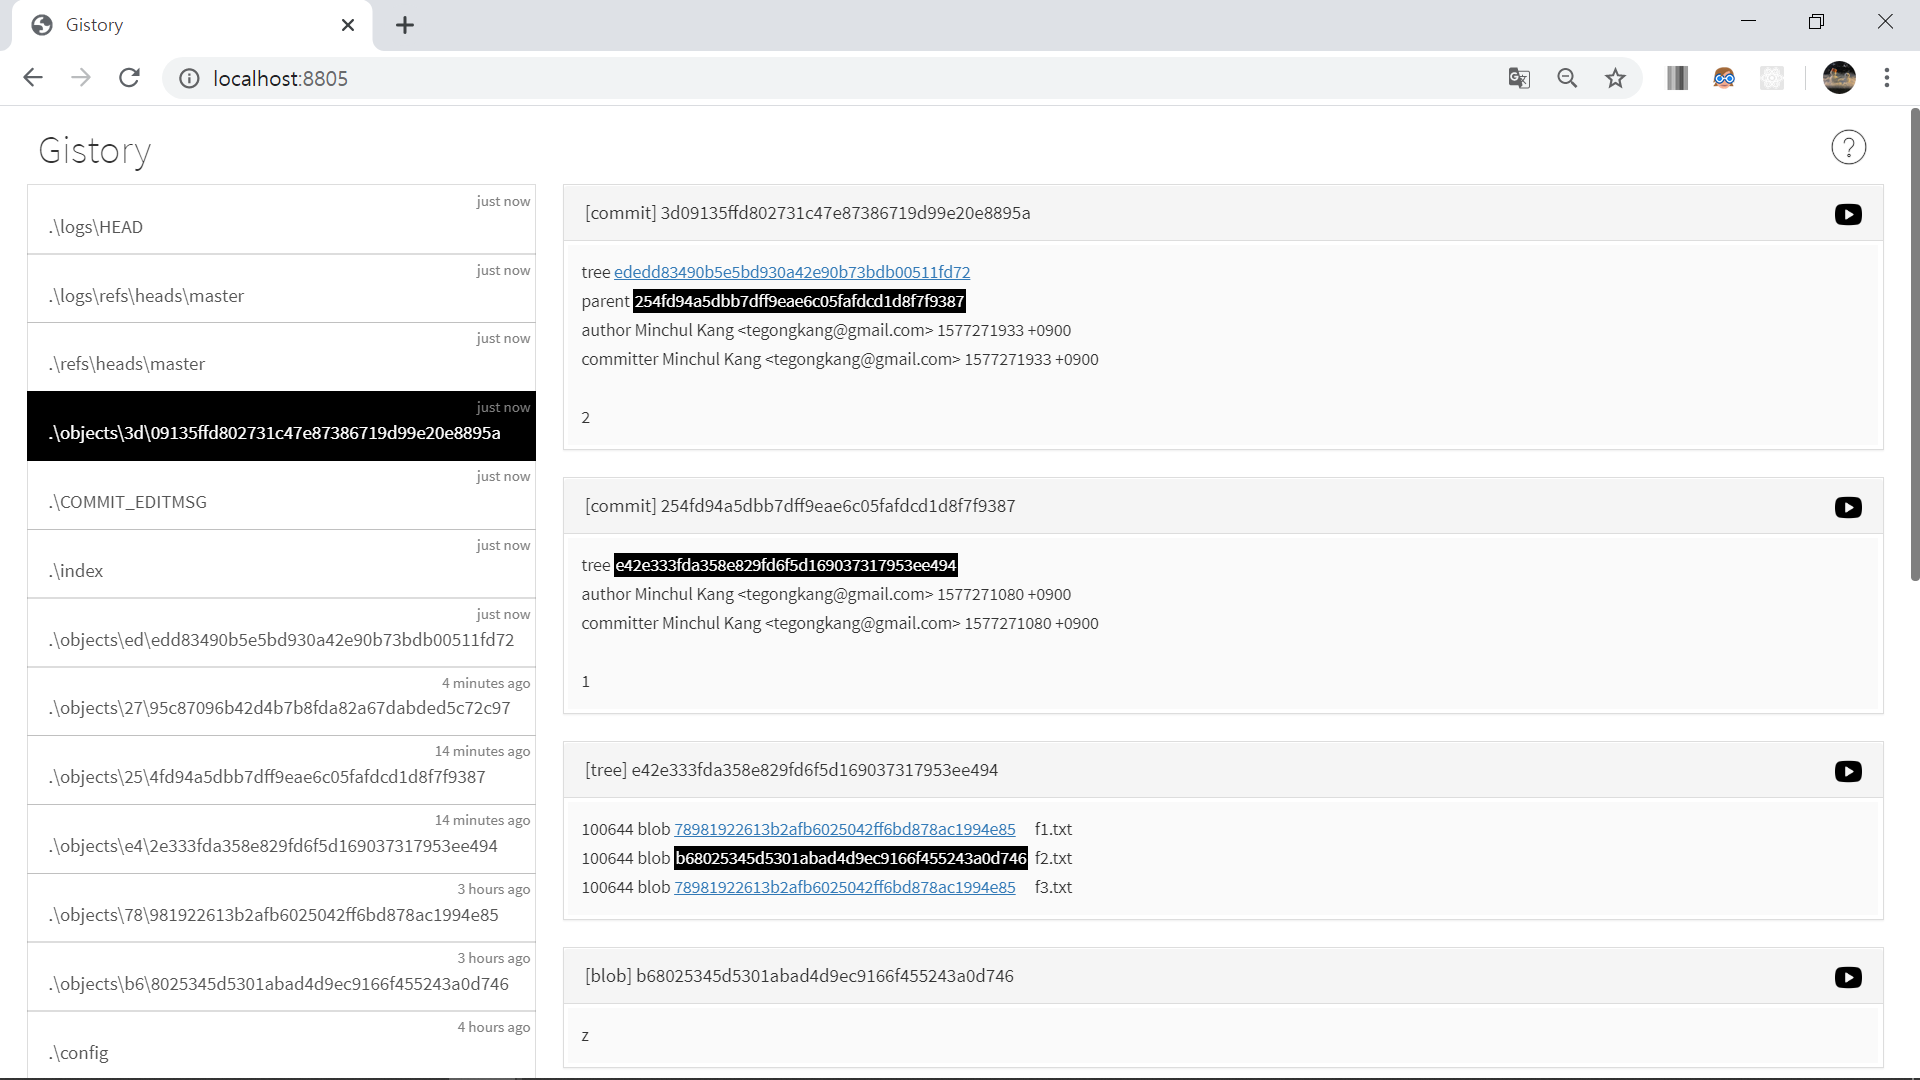 Gistory
localhost:8805
Gistory
?
just now
.\logs\HEAD
just now
.\logs\refs\heads\master
just now
.\refs\heads\master
just now
.\objects\3d\09135ffd802731c47e87386719d99e20e8895a
just now
.\COMMIT_EDITMSG
just now
.\index
just now
.\objects\ed\edd83490b5e5bd930a42e90b73bdb00511fd72
4 minutes ago
.\objects\27\95c87096b42d4b7b8fda82a67dabded5c72c97
14 minutes ago
.\objects\25\4fd94a5dbb7dff9eae6c05fafdcd1d8f7f9387
14 minutes ago
.\objects\e4\2e333fda358e829fd6f5d169037317953ee494
3 hours ago
.\objects\78\981922613b2afb6025042ff6bd878ac1994e85
3 hours ago
.\objects\b6\8025345d5301abad4d9ec9166f455243a0d746
4 hours ago
.\config
[commit] 3d09135ffd802731c47e87386719d99e20e8895a
tree ededd83490b5e5bd930a42e90b73bdb00511fd72
parent 254fd94a5dbb7dff9eae6c05fafdcd1d8f7f9387
author Minchul Kang <tegongkang@gmail.com> 1577271933 +0900
committer Minchul Kang <tegongkang@gmail.com> 1577271933 +0900
2
[commit] 254fd94a5dbb7dff9eae6c05fafdcd1d8f7f9387
tree e42e333fda358e829fd6f5d169037317953ee494
author Minchul Kang <tegongkang@gmail.com> 1577271080 +0900
committer Minchul Kang <tegongkang@gmail.com> 1577271080 +0900
1
[tree] e42e333fda358e829fd6f5d169037317953ee494
100644 blob 78981922613b2afb6025042ff6bd878ac1994e85 f1.txt
100644 blob b68025345d5301abad4d9ec9166f455243a0d746 f2.txt
100644 blob 78981922613b2afb6025042ff6bd878ac1994e85 f3.txt
[blob] b68025345d5301abad4d9ec9166f455243a0d746
z